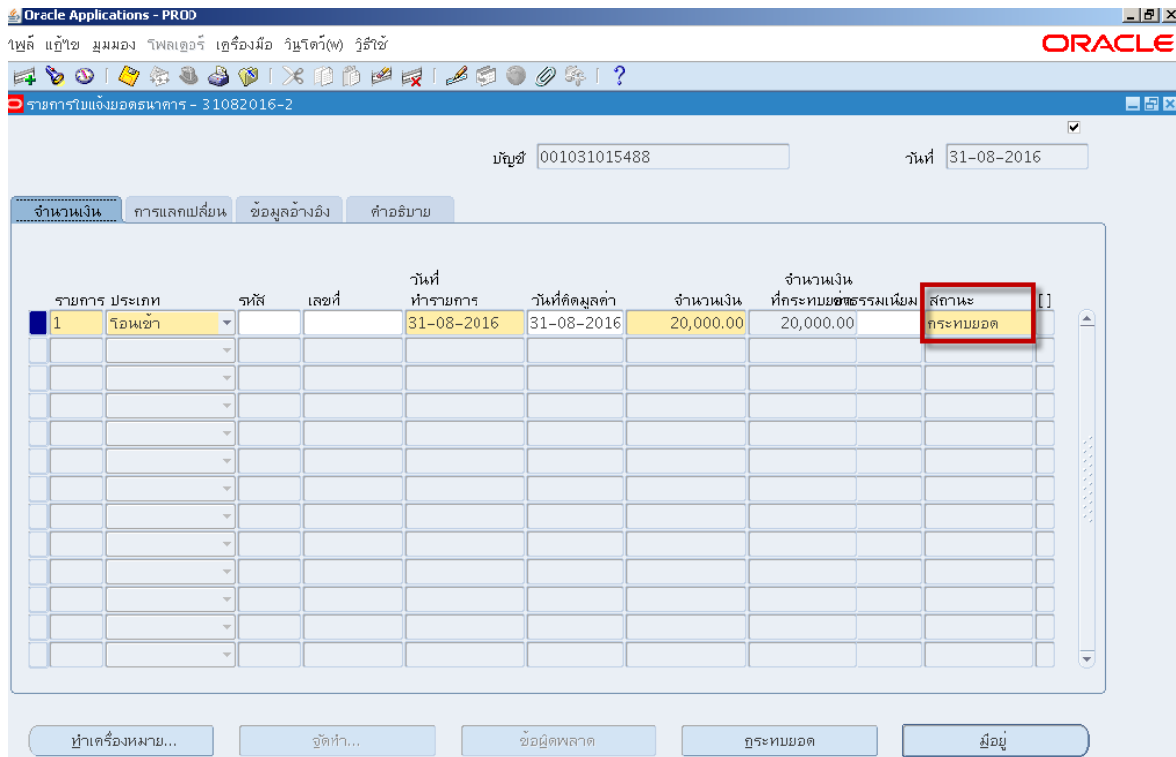 Oracle Applications - PROD
ไฟล์ แก้ไข มุมมอง โฟลเดอร์ เครื่องมือ วินโดว์(W) วิธีใช้
ORACLE
รายการใบแจ้งยอดธนาคาร - 31082016-2
บัญชี 001031015488 วันที่ 31-08-2016
จำนวนเงิน การแลกเปลี่ยน ข้อมูลอ้างอิง คำอธิบาย
วันที่ จำนวนเงิน
รายการ ประเภท รหัส เลขที่ ทำรายการ วันที่คิดมูลค่า จำนวนเงิน ที่กระทบยอด ค่าธรรมเนียม สถานะ [ ]
1 โอนเข้า 31-08-2016 31-08-2016 20,000.00 20,000.00 กระทบยอด
ทำเครื่องหมาย... จัดทำ... ข้อผิดพลาด กระทบยอด มีอยู่